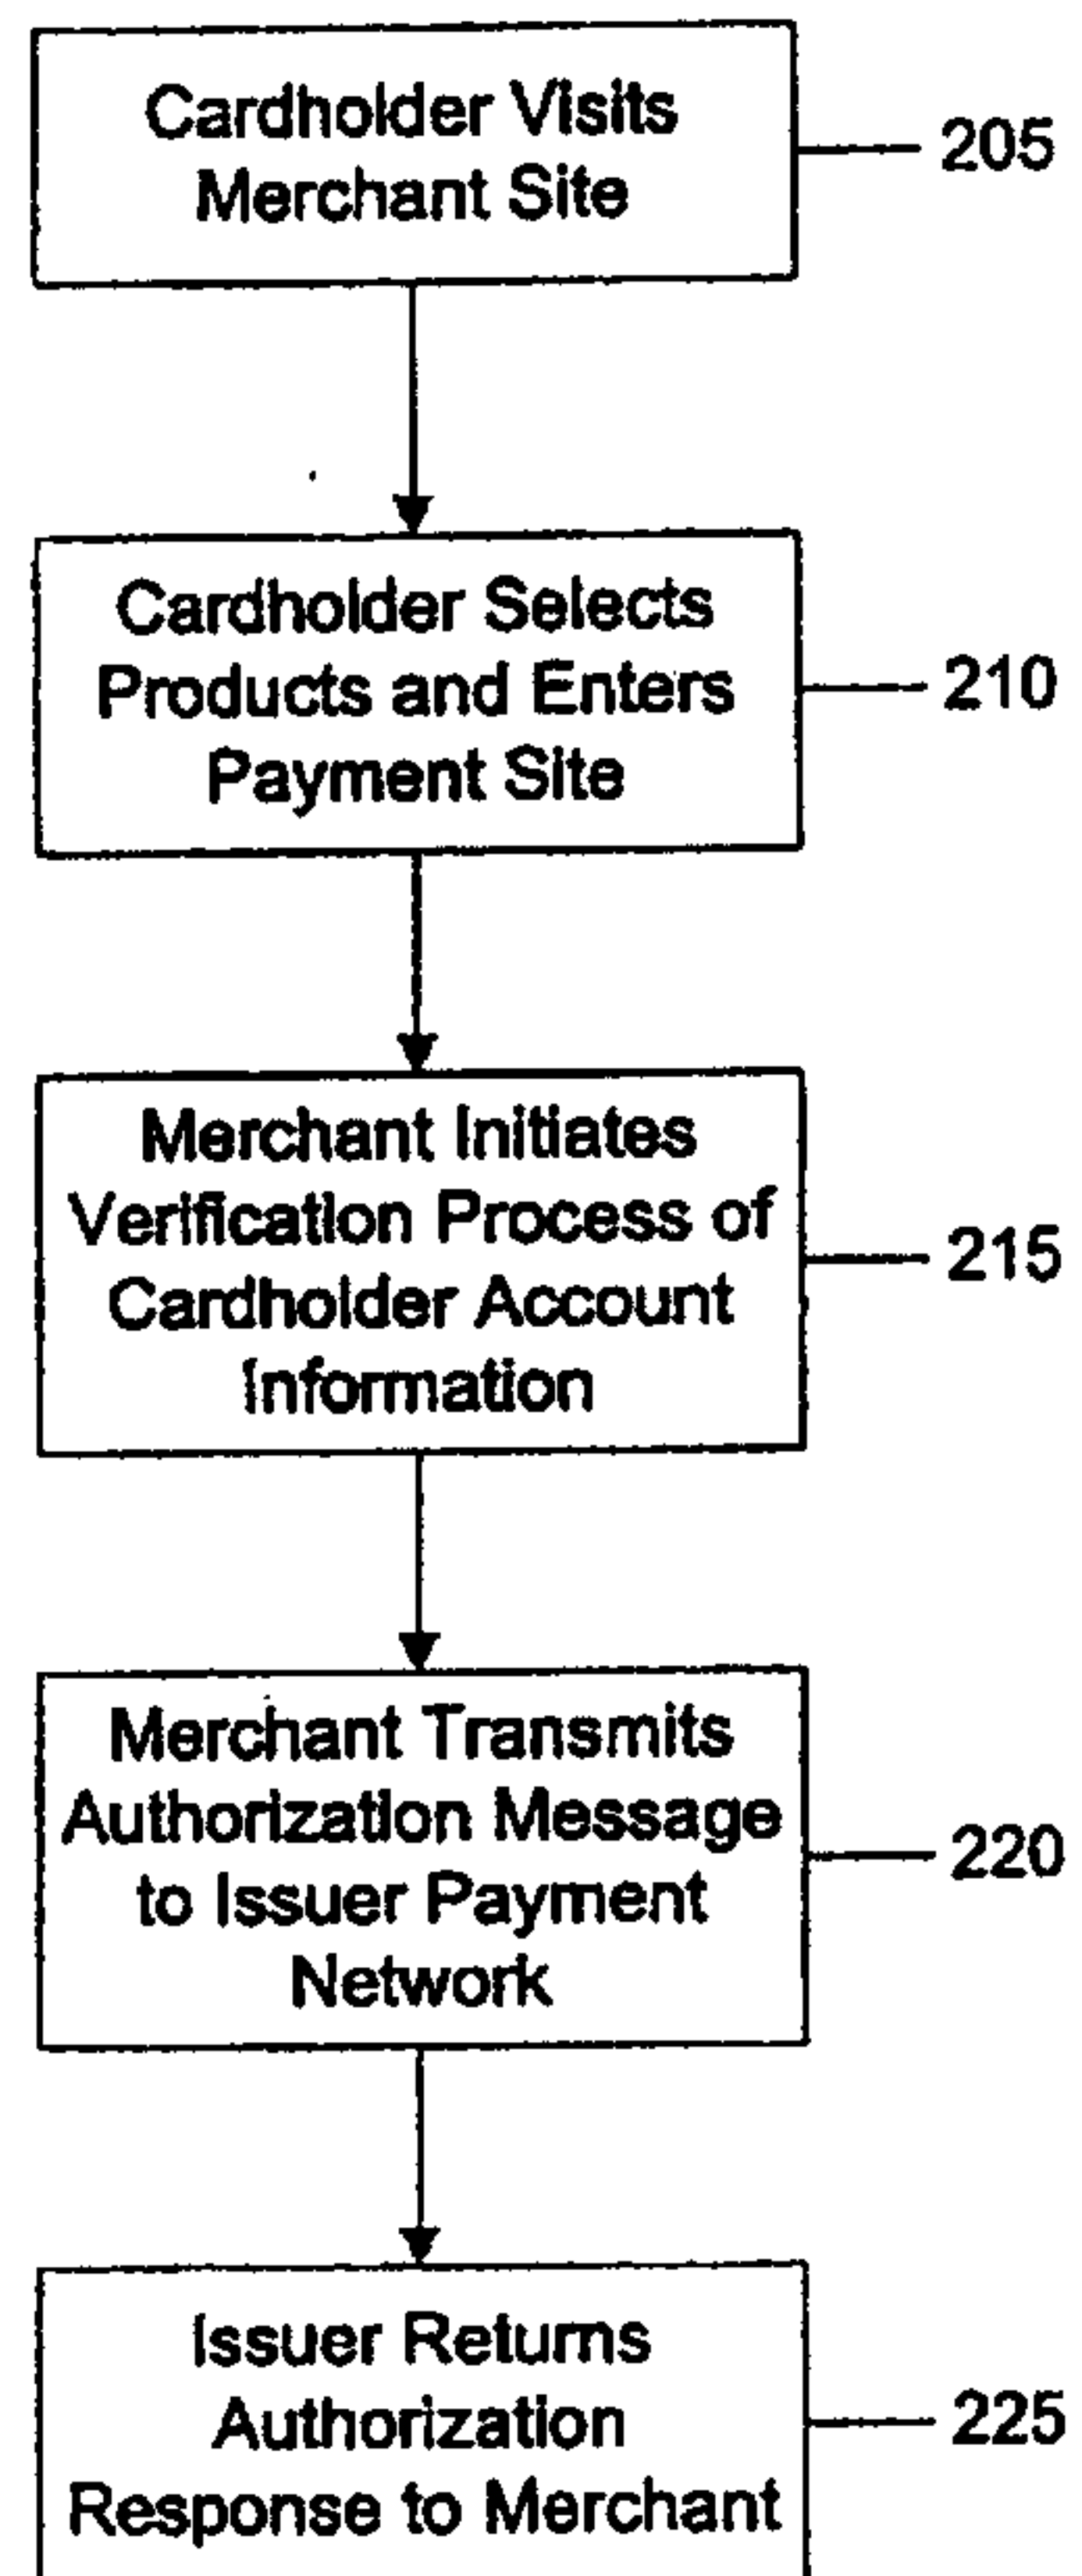 Cardholder Visits
Merchant Site
205
Cardholder Selects
Products and Enters
Payment Site
210
Merchant Initiates
Verification Process of
Cardholder Account
Information
215
Merchant Transmits
Authorization Message
to Issuer Payment
Network
220
Issuer Returns
Authorization
Response to Merchant
225